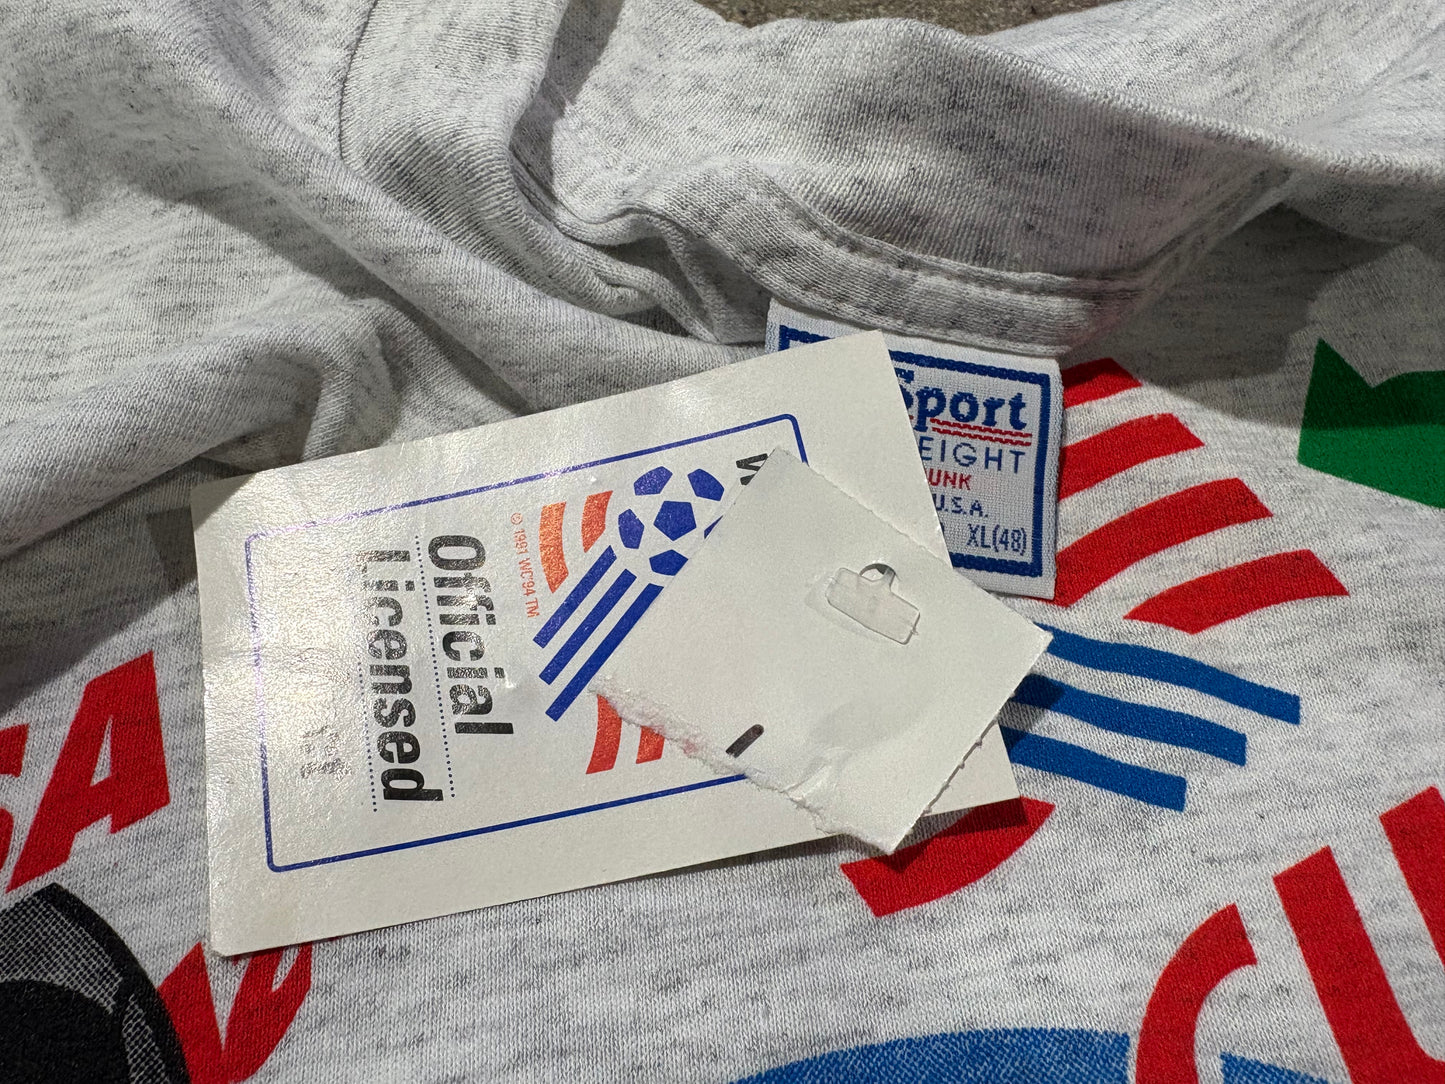 Official
Licensed
© 1991 WC'94 TM
Sport
EIGHT
UNK
U.S.A.
XL(48)
SA
CU